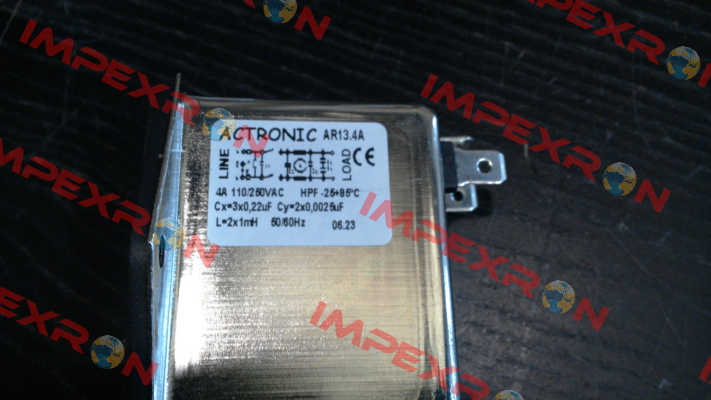 ACTRONIC AR13.4A
LINE
LOAD
CE
4A 110/250VAC HPF -25+85°C
Cx=3x0,22uF Cy=2x0,0025uF
L=2x1mH 50/60Hz 06.23
IMPEXRON
IMPEXRON
IMPEXRON
IMPEXRON
IMPEXRON
IMPEXRON